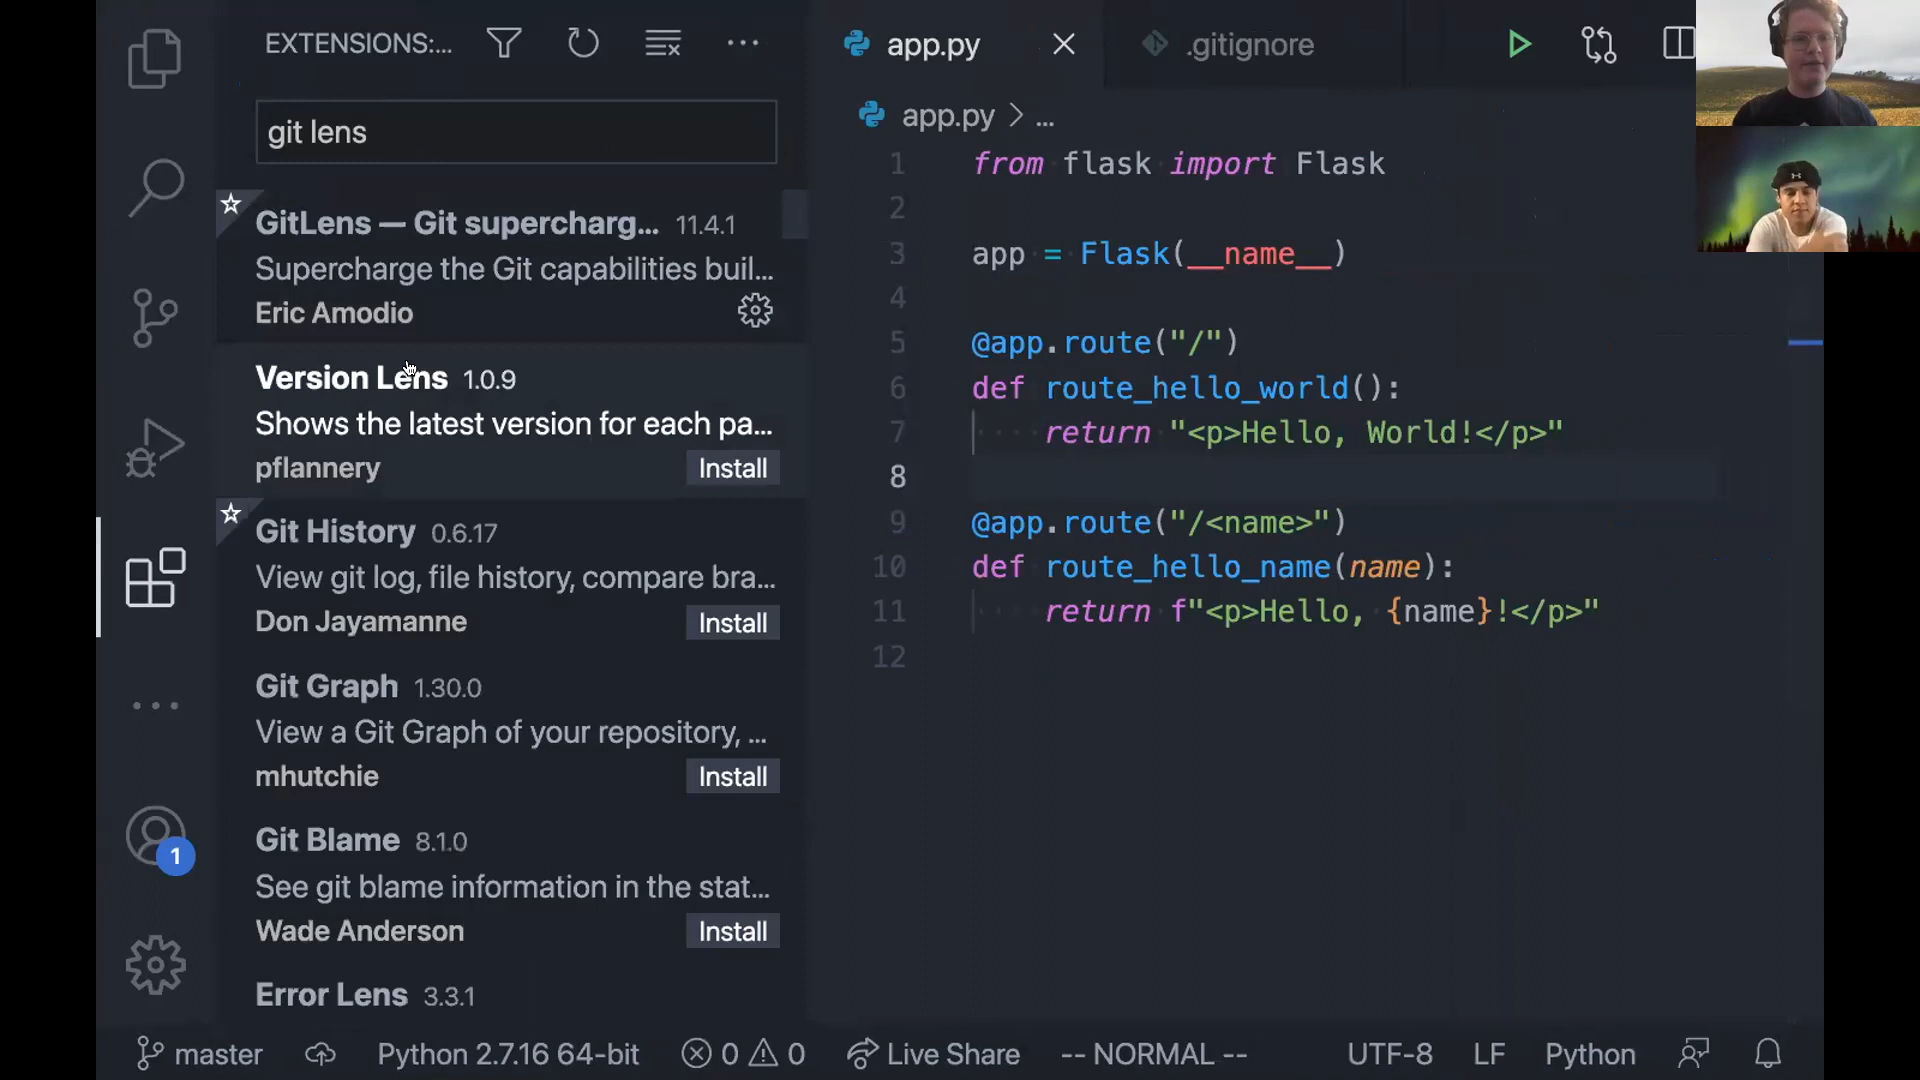 EXTENSIONS:...
git lens
GitLens — Git supercharg... 11.4.1
Supercharge the Git capabilities buil...
Eric Amodio
Version Lens 1.0.9
Shows the latest version for each pa...
pflannery Install
Git History 0.6.17
View git log, file history, compare bra...
Don Jayamanne Install
Git Graph 1.30.0
View a Git Graph of your repository, ...
mhutchie Install
Git Blame 8.1.0
See git blame information in the stat...
Wade Anderson Install
Error Lens 3.3.1
1
app.py .gitignore
app.py > ...
1 from flask import Flask
2
3 app = Flask(__name__)
4
5 @app.route("/")
6 def route_hello_world():
7 return "<p>Hello, World!</p>"
8
9 @app.route("/<name>")
10 def route_hello_name(name):
11 return f"<p>Hello, {name}!</p>"
12
master Python 2.7.16 64-bit 0 0 Live Share -- NORMAL -- UTF-8 LF Python